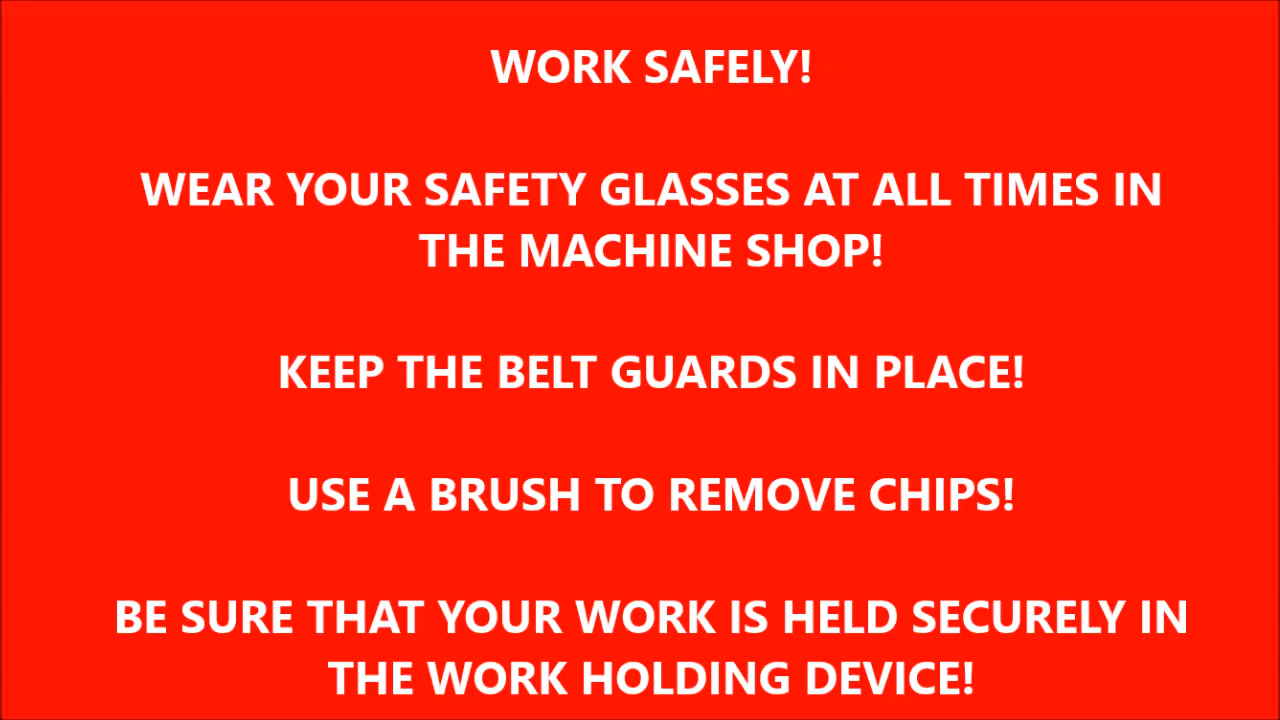 WORK SAFELY!
WEAR YOUR SAFETY GLASSES AT ALL TIMES IN
THE MACHINE SHOP!
KEEP THE BELT GUARDS IN PLACE!
USE A BRUSH TO REMOVE CHIPS!
BE SURE THAT YOUR WORK IS HELD SECURELY IN
THE WORK HOLDING DEVICE!